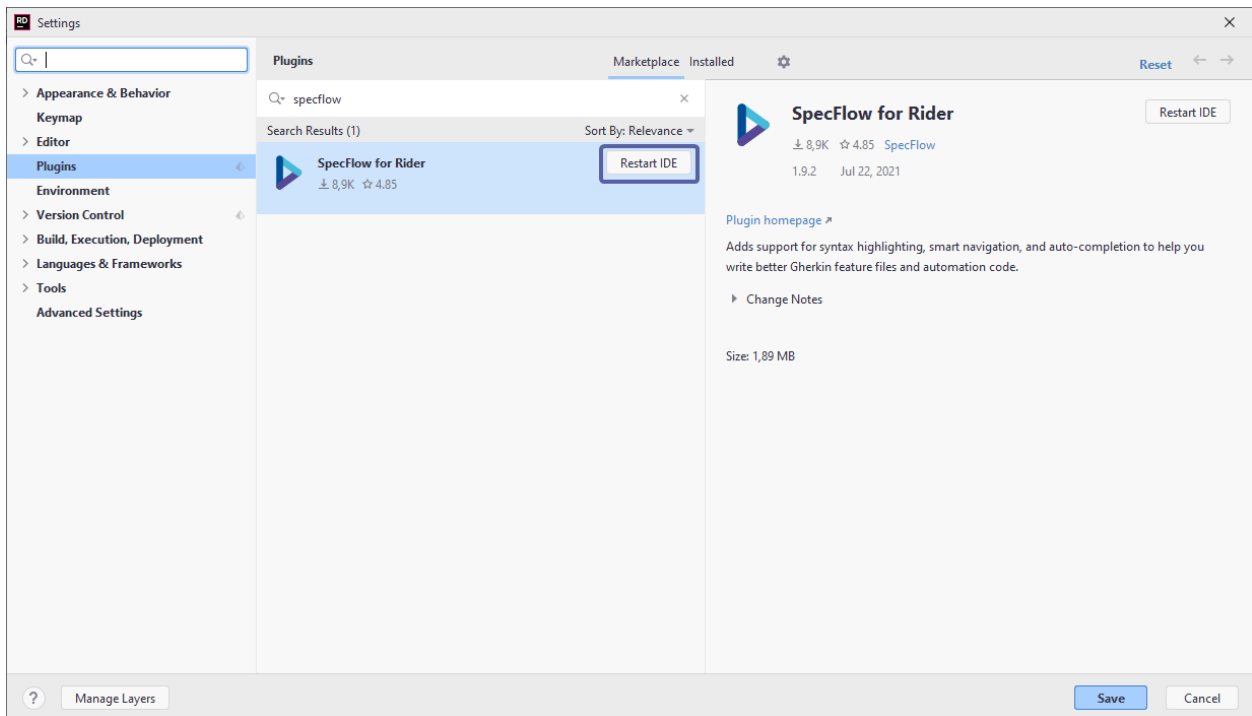 RD Settings
Appearance & Behavior
Keymap
Editor
Plugins
Environment
Version Control
Build, Execution, Deployment
Languages & Frameworks
Tools
Advanced Settings
Plugins Marketplace Installed Reset
specflow
Search Results (1) Sort By: Relevance
SpecFlow for Rider Restart IDE
8,9K 4.85
SpecFlow for Rider Restart IDE
8,9K 4.85 SpecFlow
1.9.2 Jul 22, 2021
Plugin homepage
Adds support for syntax highlighting, smart navigation, and auto-completion to help you
write better Gherkin feature files and automation code.
Change Notes
Size: 1,89 MB
? Manage Layers Save Cancel